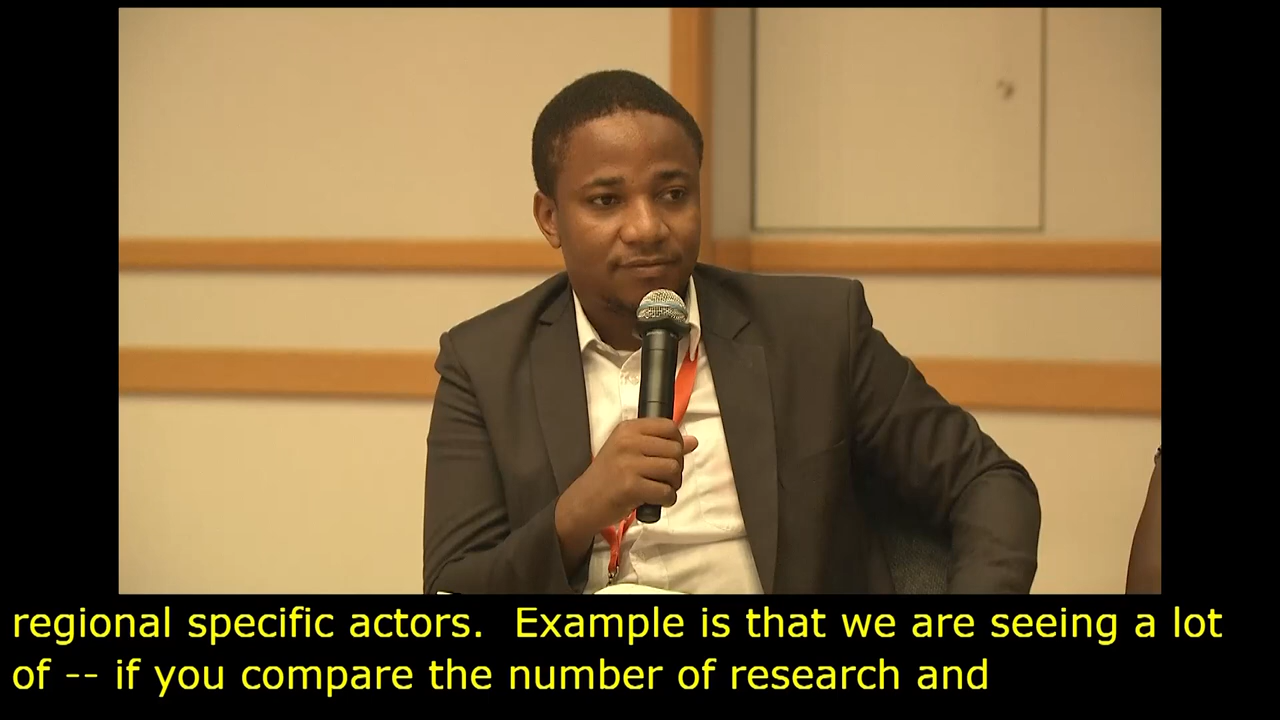 regional specific actors.  Example is that we are seeing a lot
of -- if you compare the number of research and